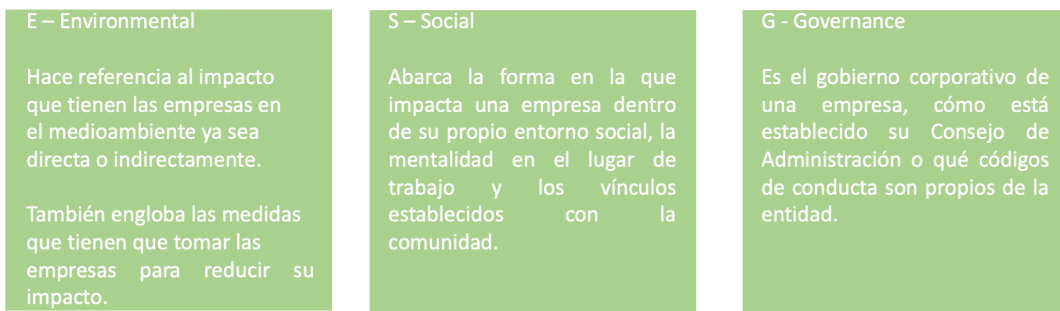 E – Environmental
Hace referencia al impacto
que tienen las empresas en
el medioambiente ya sea
directa o indirectamente.
También engloba las medidas
que tienen que tomar las
empresas para reducir su
impacto.
S – Social
Abarca la forma en la que
impacta una empresa dentro
de su propio entorno social, la
mentalidad en el lugar de
trabajo y los vínculos
establecidos con la
comunidad.
G - Governance
Es el gobierno corporativo de
una empresa, cómo está
establecido su Consejo de
Administración o qué códigos
de conducta son propios de la
entidad.